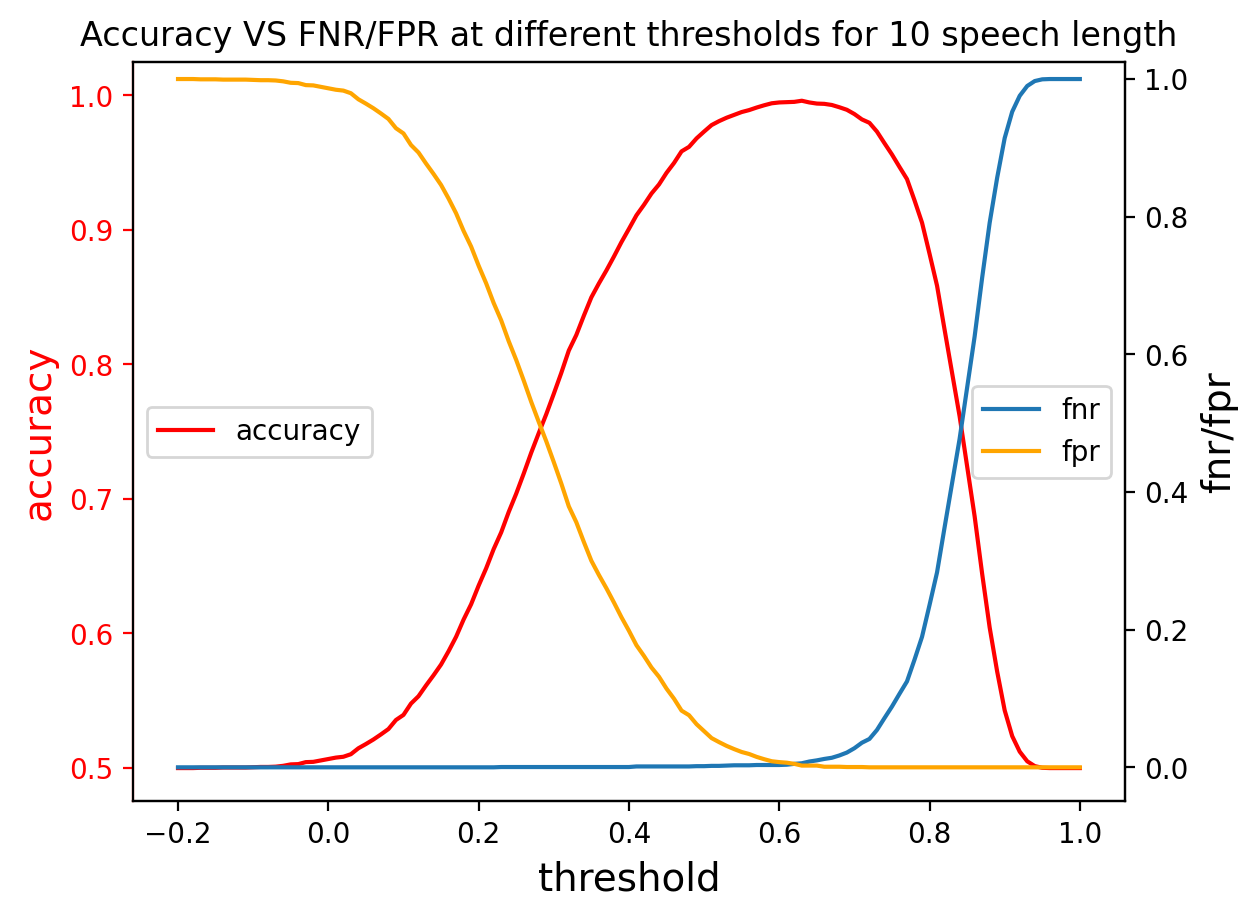 Accuracy VS FNR/FPR at different thresholds for 10 speech length
1.0
0.9
0.8
0.7
0.6
0.5
accuracy
accuracy
fnr
fpr
1.0
0.8
0.6
0.4
0.2
0.0
fnr/fpr
−0.2 0.0 0.2 0.4 0.6 0.8 1.0
threshold